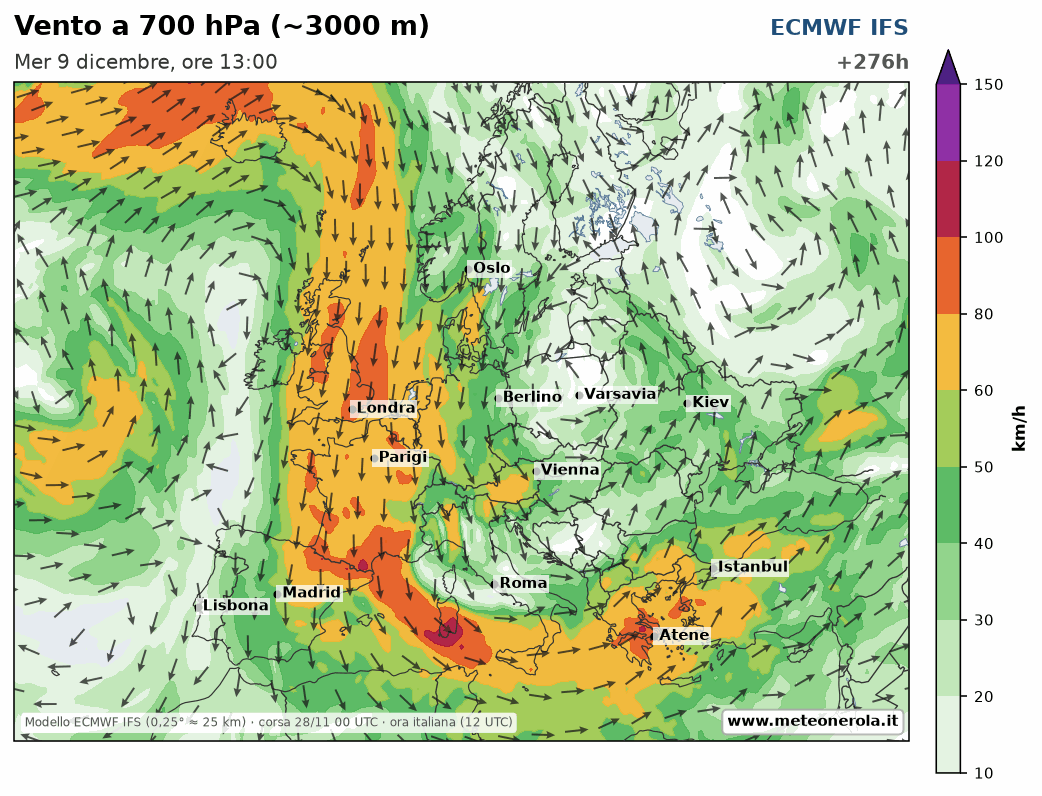 Vento a 700 hPa (~3000 m)
ECMWF IFS
Mer 9 dicembre, ore 13:00
+276h
150
120
100
80
60
50
40
30
20
10
km/h
Oslo
Berlino
Varsavia
Kiev
Londra
Parigi
Vienna
Istanbul
Roma
Madrid
Lisbona
Atene
Modello ECMWF IFS (0,25° ≈ 25 km) · corsa 28/11 00 UTC · ora italiana (12 UTC)
www.meteonerola.it